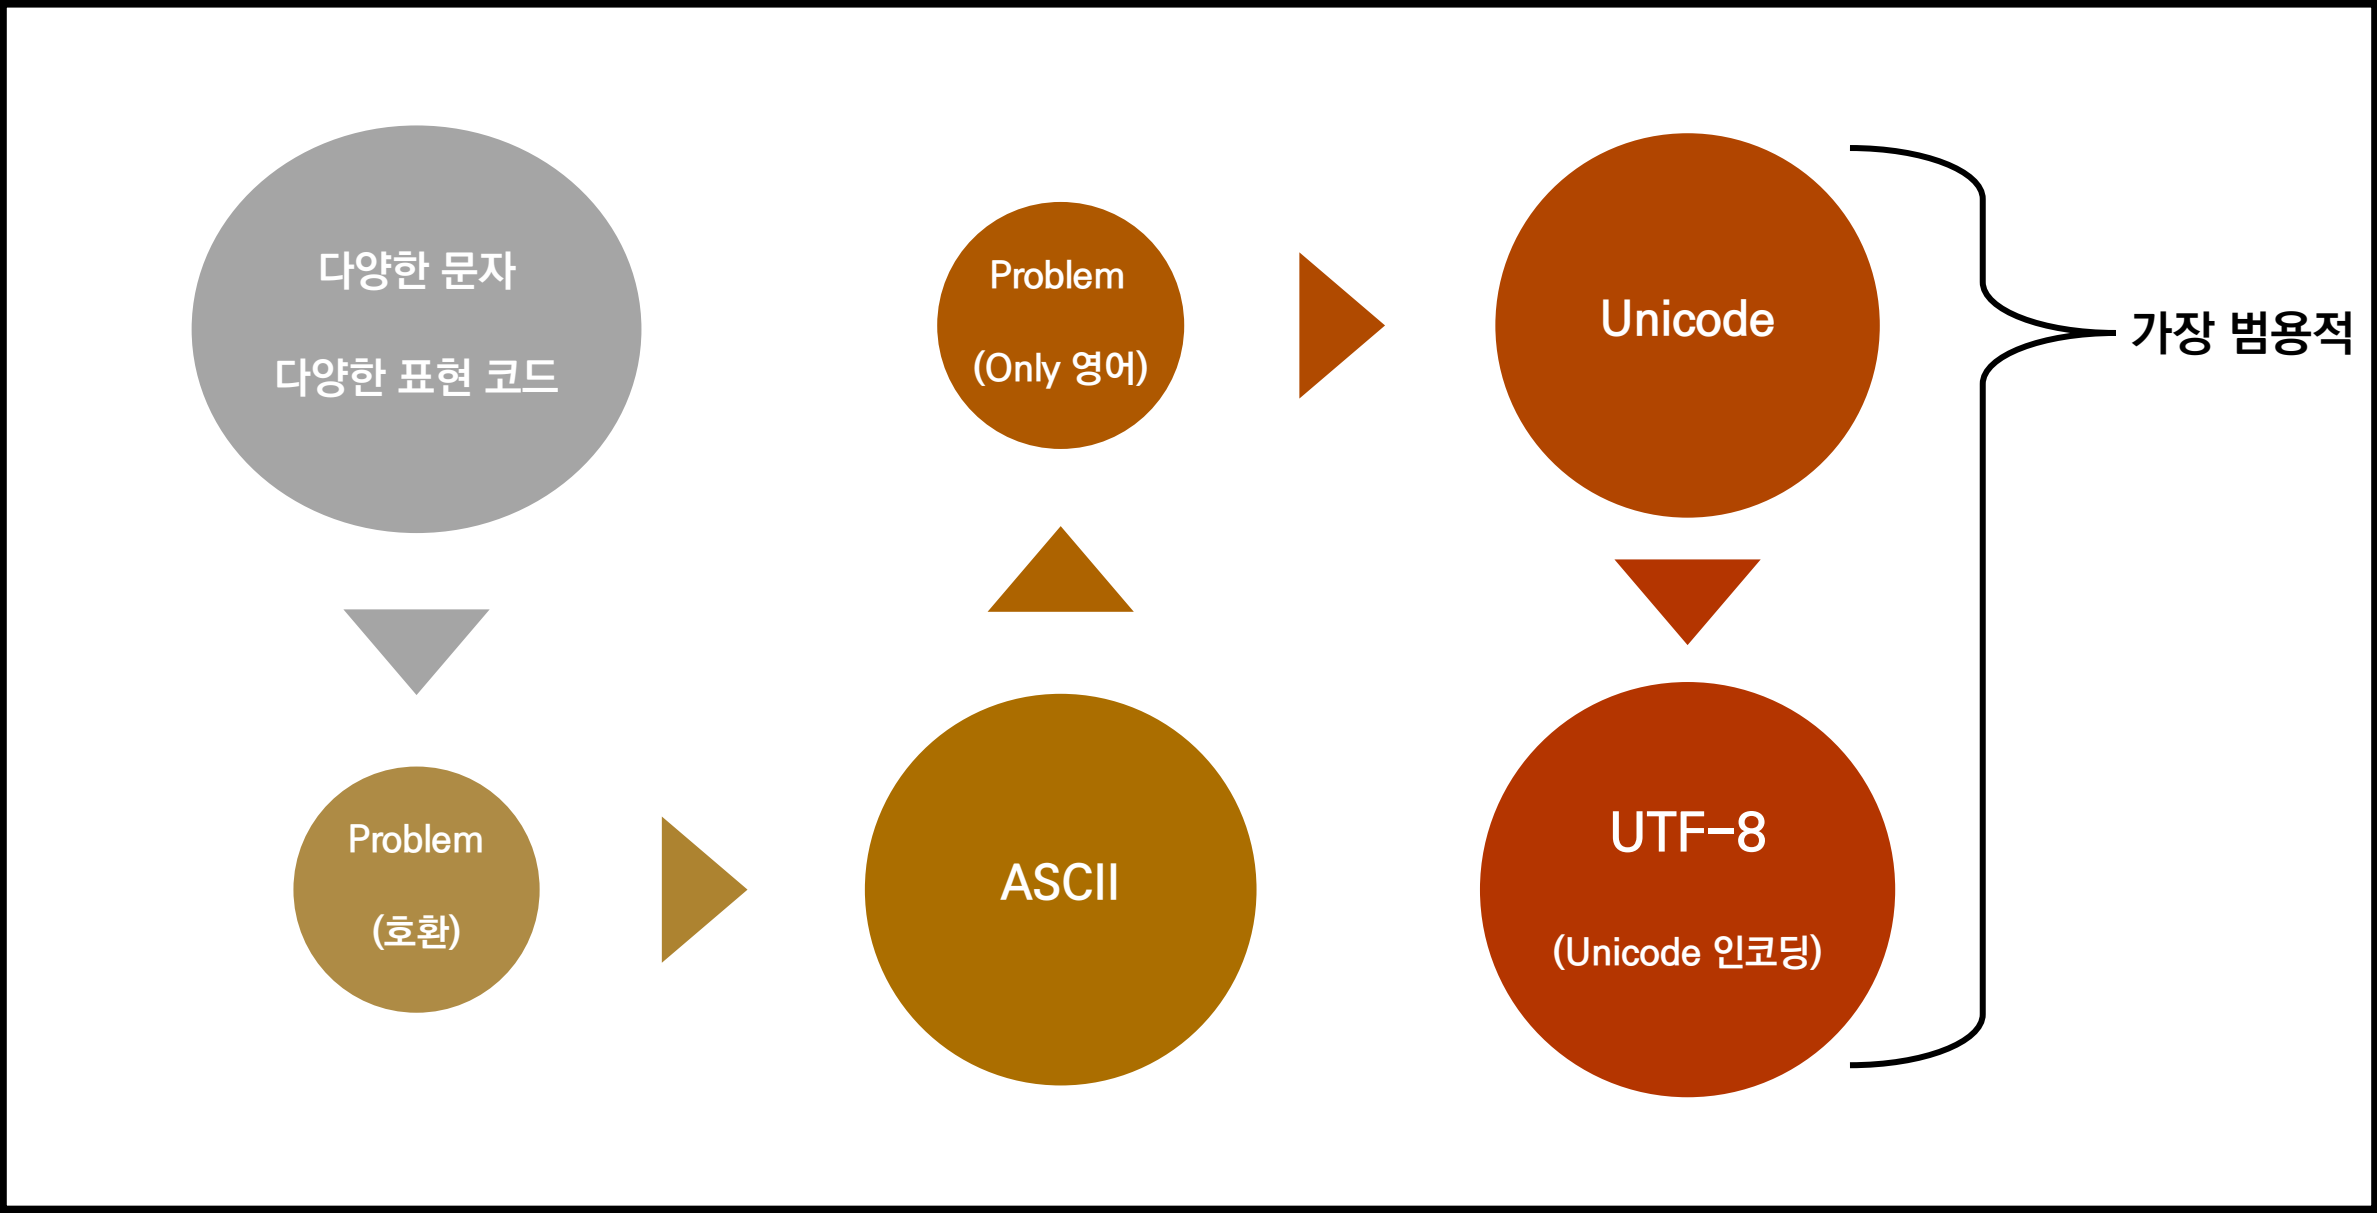 다양한 문자
다양한 표현 코드
Problem
(호환)
ASCII
Problem
(Only 영어)
Unicode
UTF-8
(Unicode 인코딩)
가장 범용적